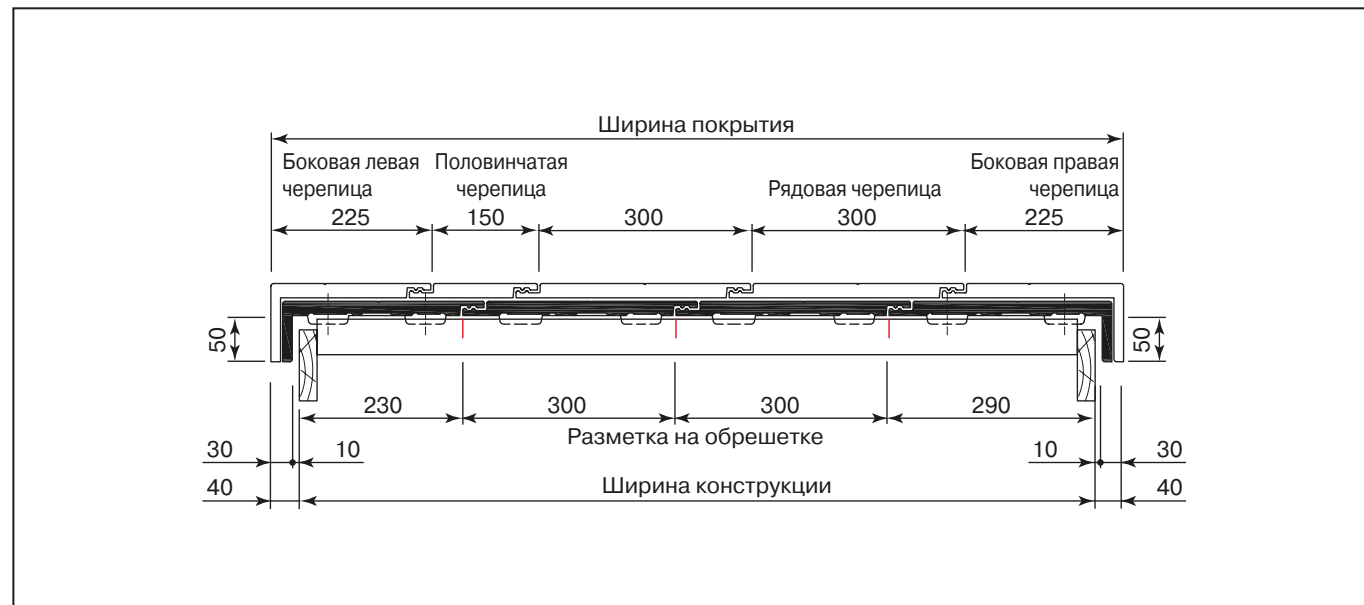 Ширина покрытия
Боковая левая
черепица
Половинчатая
черепица
Рядовая черепица
Боковая правая
черепица
225 150 300 300 225
50 50
230 300 300 290
Разметка на обрешетке
30 10 10 30
Ширина конструкции
40 40